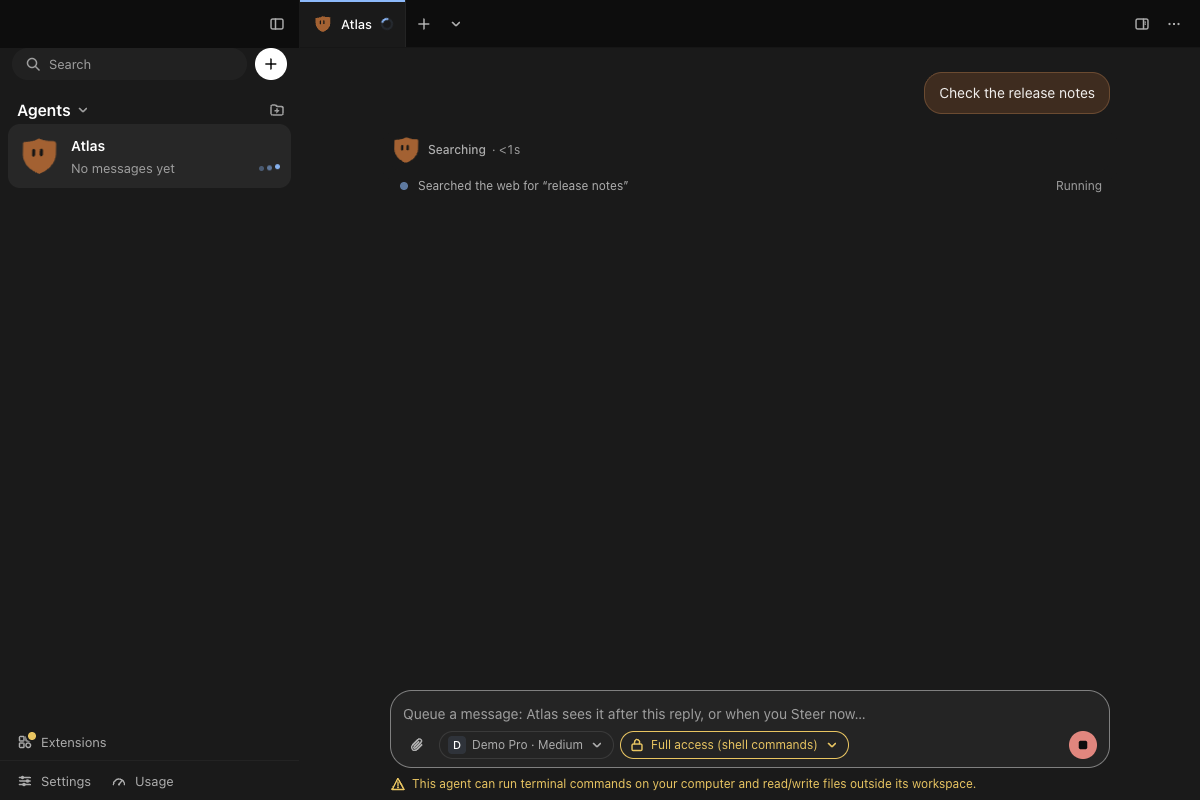 Atlas
Search
Agents
Atlas
No messages yet
Check the release notes
Searching · <1s
Searched the web for “release notes”
Running
Queue a message: Atlas sees it after this reply, or when you Steer now…
D Demo Pro · Medium
Full access (shell commands)
This agent can run terminal commands on your computer and read/write files outside its workspace.
Extensions
Settings
Usage